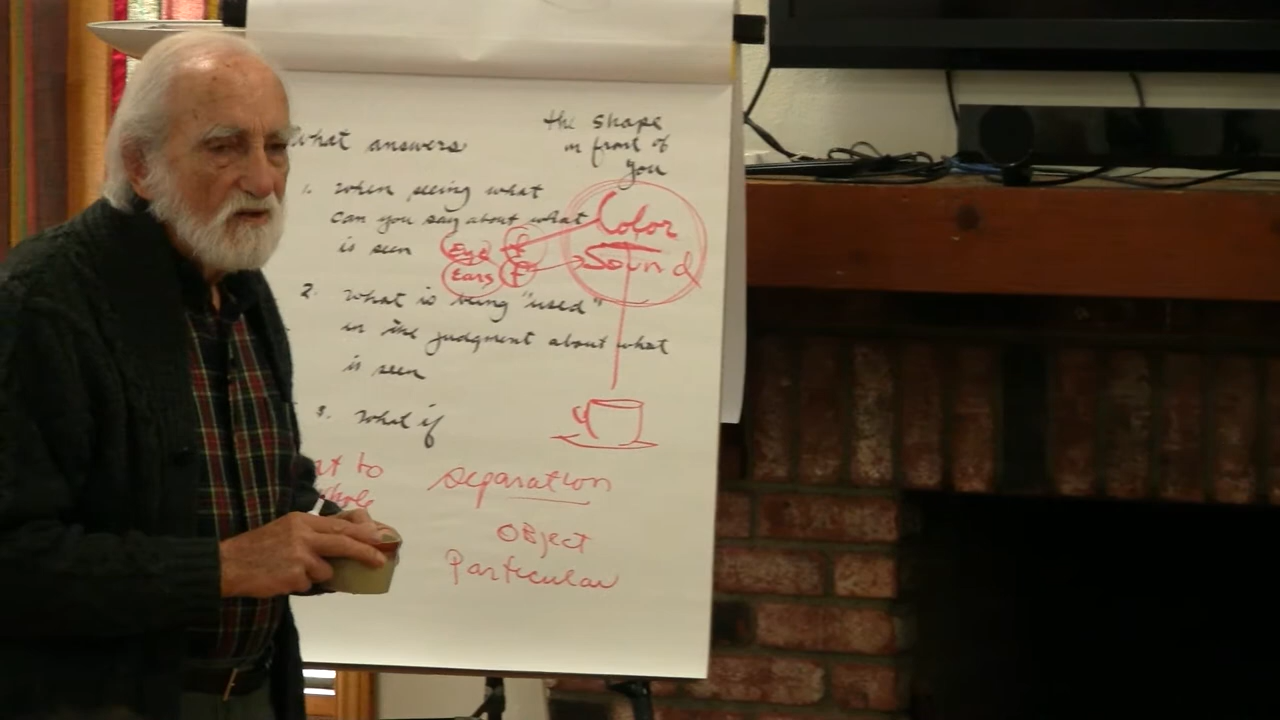 What answers
the shape
in front of
you
1. When seeing what
can you say about what
is seen
Eye
Ears
Color
Sound
2. What is being "used"
in the judgment about what
is seen
3. What if
to
whole
separation
Object
Particular